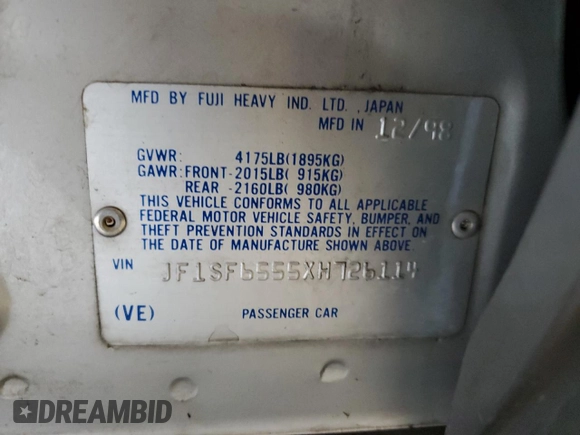 MFD BY FUJI HEAVY IND. LTD., JAPAN
MFD IN 12/98
GVWR: 4175LB(1895KG)
GAWR:FRONT-2015LB( 915KG)
REAR -2160LB( 980KG)
THIS VEHICLE CONFORMS TO ALL APPLICABLE
FEDERAL MOTOR VEHICLE SAFETY, BUMPER, AND
THEFT PREVENTION STANDARDS IN EFFECT ON
THE DATE OF MANUFACTURE SHOWN ABOVE.
VIN JF1SF6555XH726114
(VE) PASSENGER CAR
DREAMBID